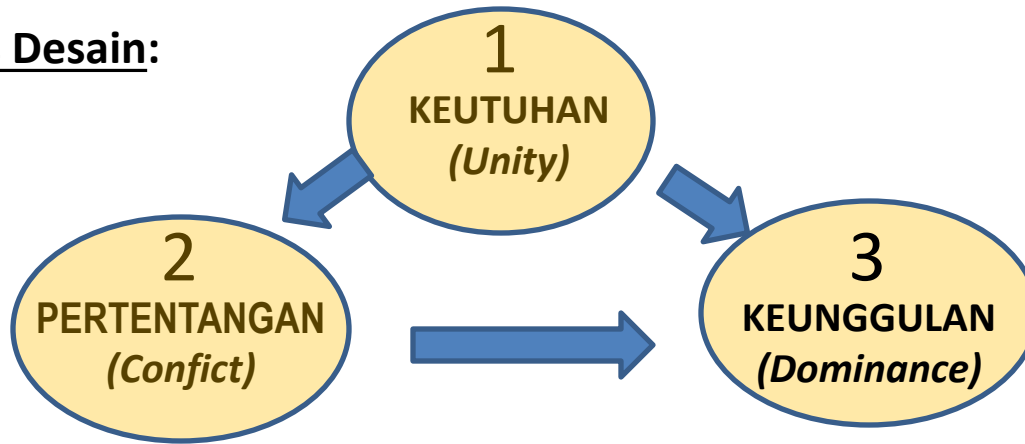 Desain:
1
KEUTUHAN
(Unity)
2
PERTENTANGAN
(Confict)
3
KEUNGGULAN
(Dominance)